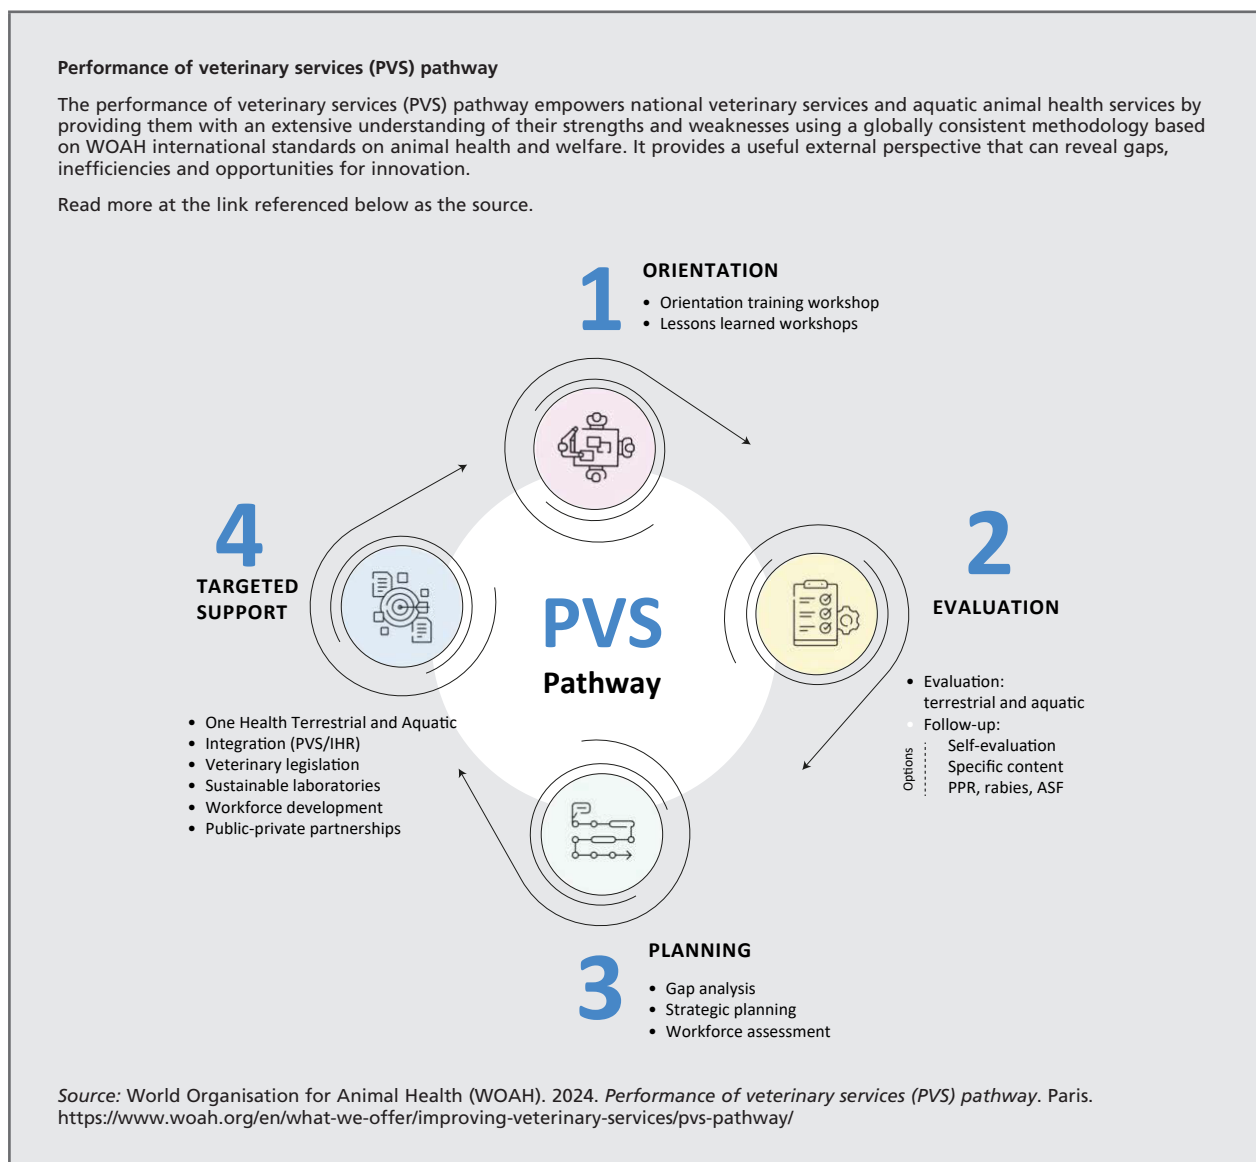 Performance of veterinary services (PVS) pathway
The performance of veterinary services (PVS) pathway empowers national veterinary services and aquatic animal health services by
providing them with an extensive understanding of their strengths and weaknesses using a globally consistent methodology based
on WOAH international standards on animal health and welfare. It provides a useful external perspective that can reveal gaps,
inefficiencies and opportunities for innovation.
Read more at the link referenced below as the source.
1
ORIENTATION
• Orientation training workshop
• Lessons learned workshops
2
EVALUATION
• Evaluation:
terrestrial and aquatic
• Follow-up:
Options
Self-evaluation
Specific content
PPR, rabies, ASF
PVS
Pathway
3
PLANNING
• Gap analysis
• Strategic planning
• Workforce assessment
4
TARGETED
SUPPORT
• One Health Terrestrial and Aquatic
• Integration (PVS/IHR)
• Veterinary legislation
• Sustainable laboratories
• Workforce development
• Public-private partnerships
Source: World Organisation for Animal Health (WOAH). 2024. Performance of veterinary services (PVS) pathway. Paris.
https://www.woah.org/en/what-we-offer/improving-veterinary-services/pvs-pathway/